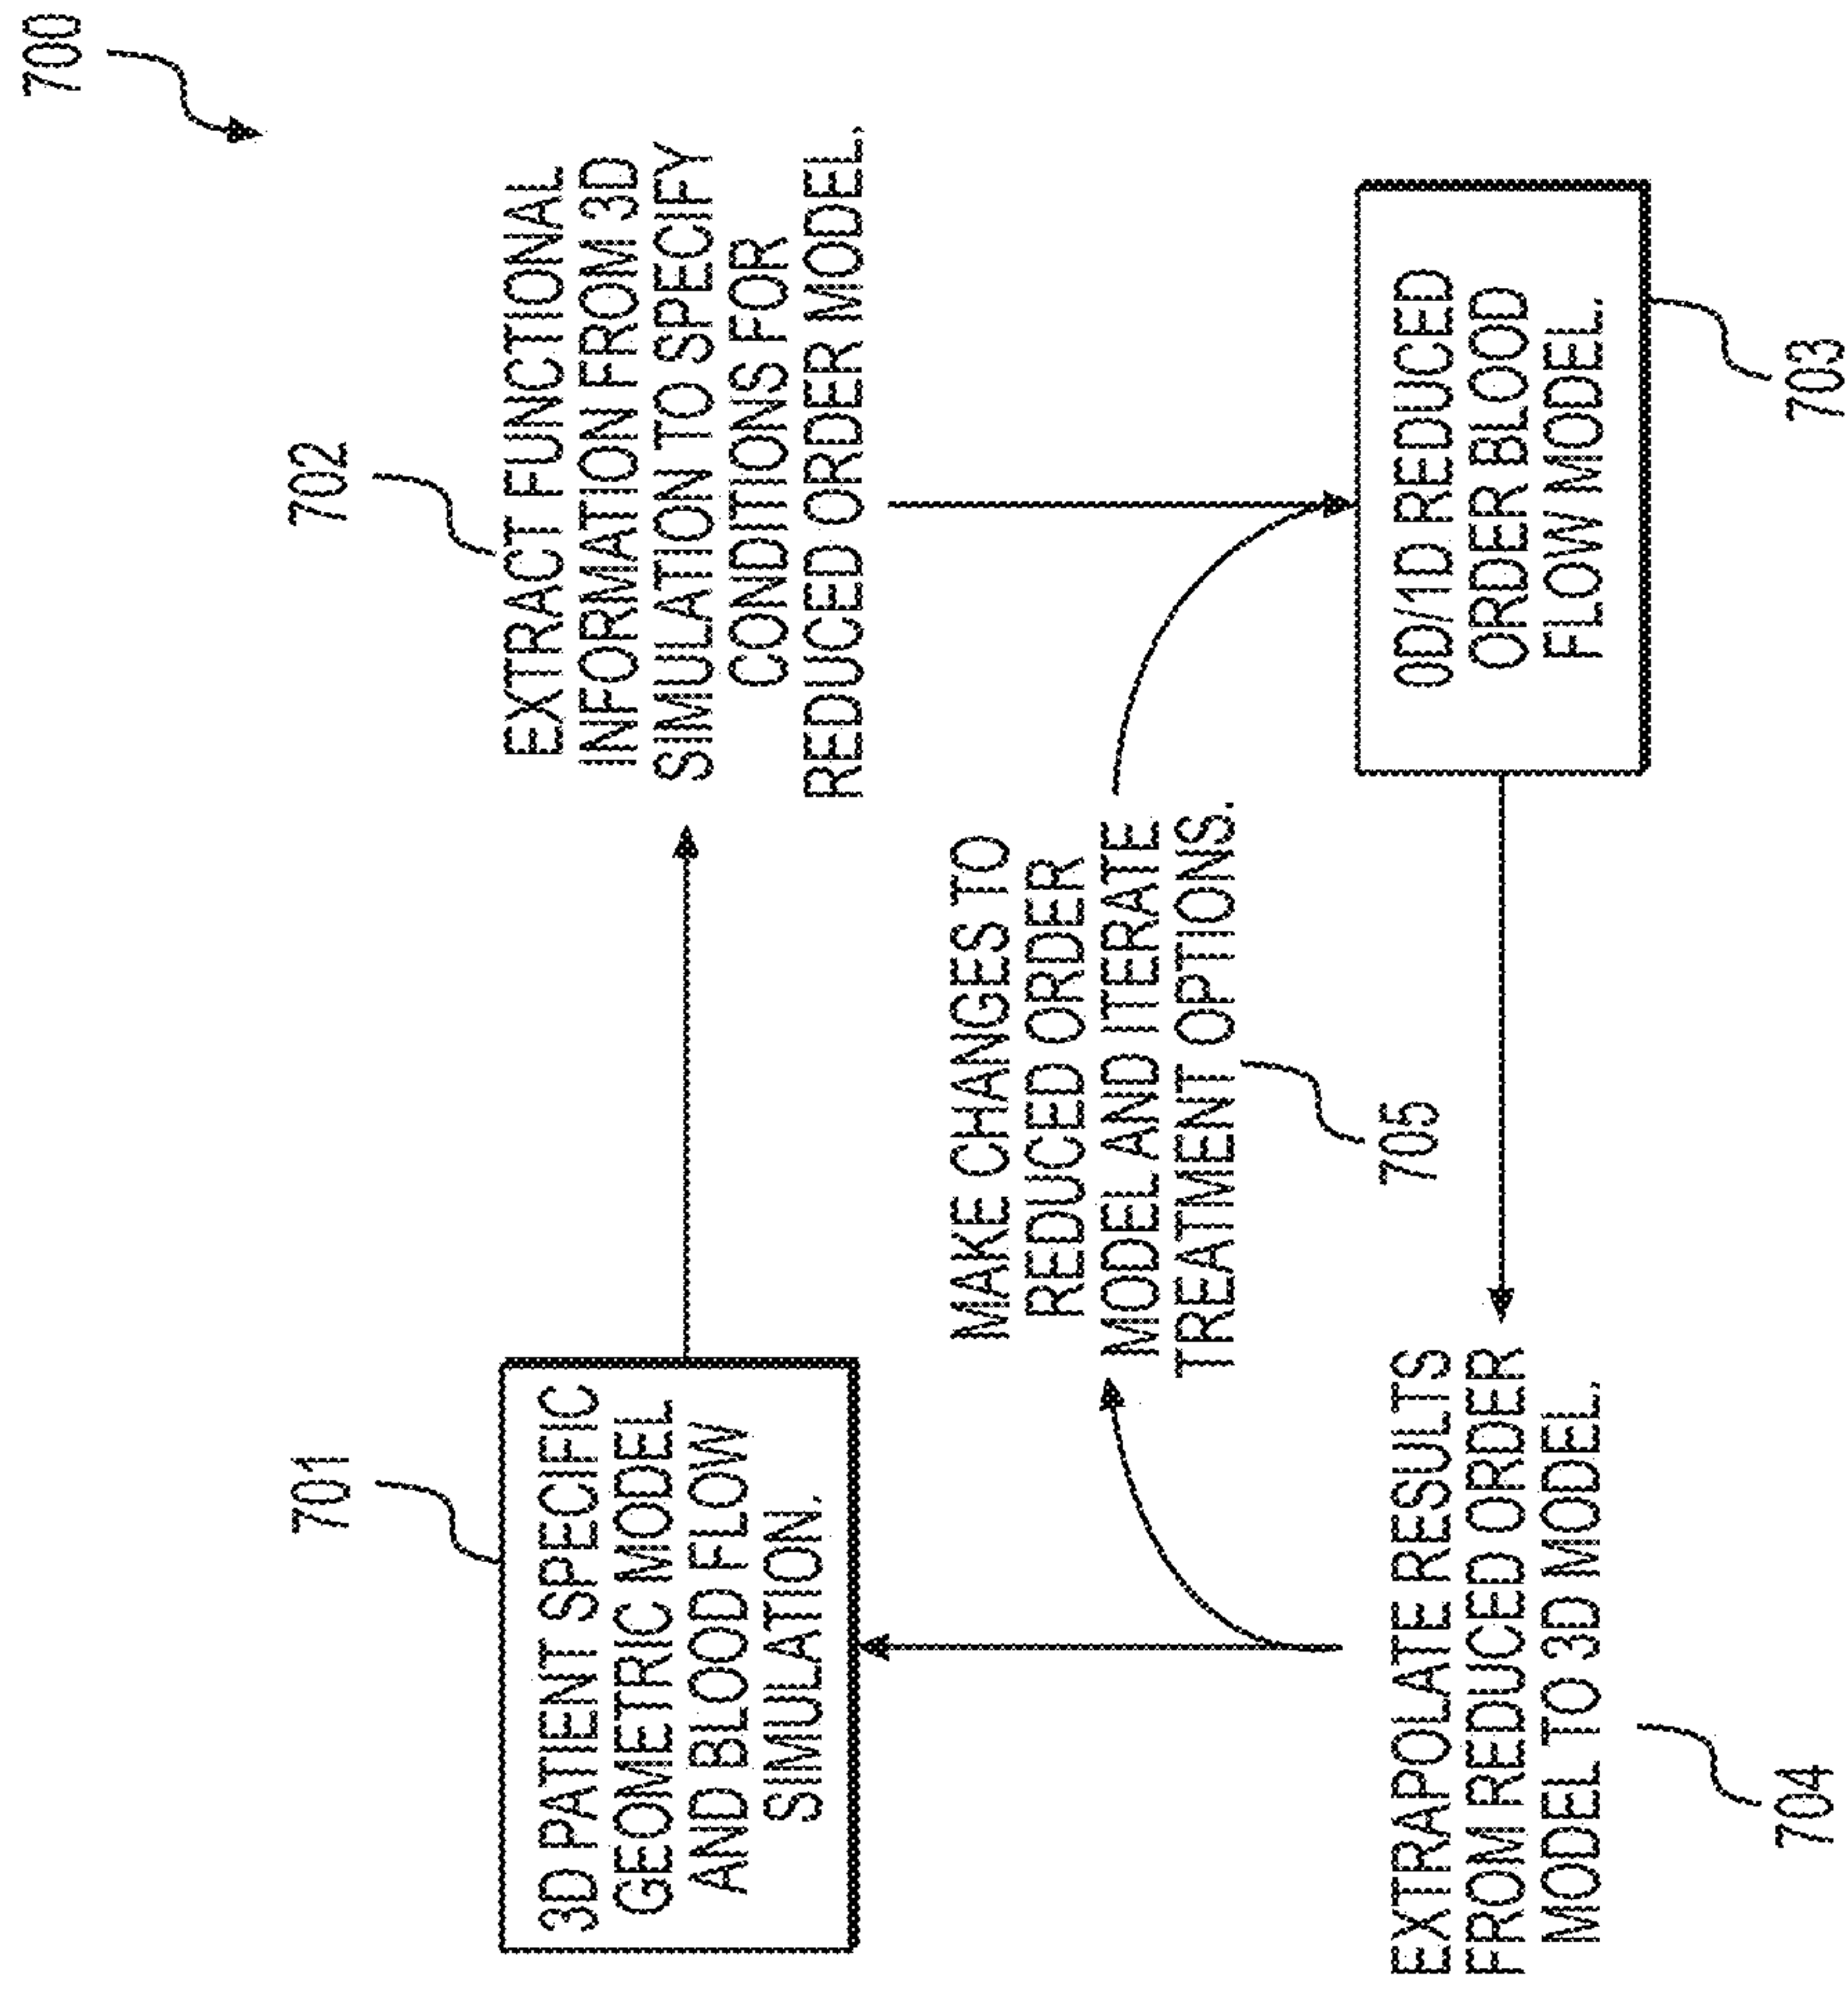 700
701
3D PATIENT SPECIFIC
GEOMETRIC MODEL
AND BLOOD FLOW
SIMULATION.
702
EXTRACT FUNCTIONAL
INFORMATION FROM 3D
SIMULATION TO SPECIFY
CONDITIONS FOR
REDUCED ORDER MODEL.
MAKE CHANGES TO
REDUCED ORDER
MODEL AND ITERATE
TREATMENT OPTIONS.
705
EXTRAPOLATE RESULTS
FROM REDUCED ORDER
MODEL TO 3D MODEL.
704
0D/1D REDUCED
ORDER BLOOD
FLOW MODEL.
703